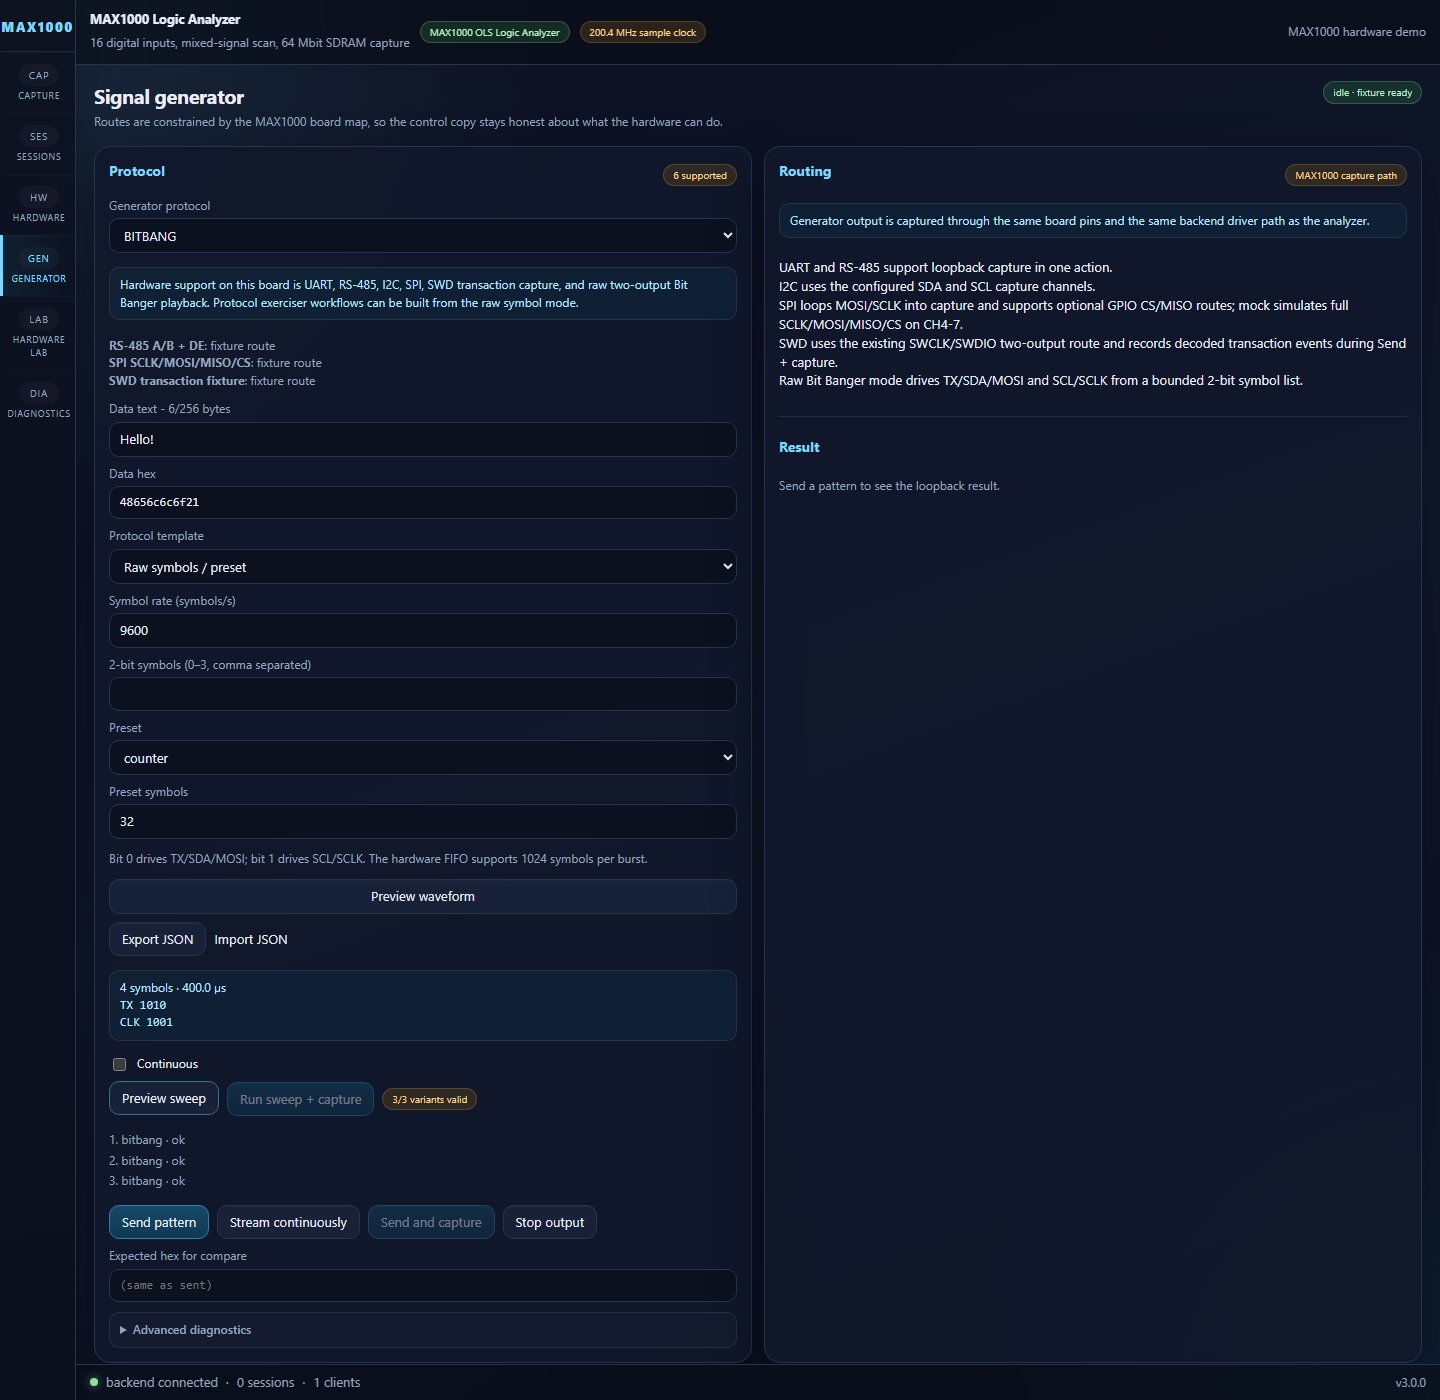 MAX1000
MAX1000 Logic Analyzer
16 digital inputs, mixed-signal scan, 64 Mbit SDRAM capture
MAX1000 OLS Logic Analyzer
200.4 MHz sample clock
MAX1000 hardware demo
CAP
CAPTURE
SES
SESSIONS
HW
HARDWARE
GEN
GENERATOR
LAB
HARDWARE
LAB
DIA
DIAGNOSTICS
Signal generator
Routes are constrained by the MAX1000 board map, so the control copy stays honest about what the hardware can do.
idle · fixture ready
Protocol
6 supported
Generator protocol
BITBANG
Hardware support on this board is UART, RS-485, I2C, SPI, SWD transaction capture, and raw two-output Bit
Banger playback. Protocol exerciser workflows can be built from the raw symbol mode.
RS-485 A/B + DE: fixture route
SPI SCLK/MOSI/MISO/CS: fixture route
SWD transaction fixture: fixture route
Data text - 6/256 bytes
Hello!
Data hex
48656c6c6f21
Protocol template
Raw symbols / preset
Symbol rate (symbols/s)
9600
2-bit symbols (0–3, comma separated)
Preset
counter
Preset symbols
32
Bit 0 drives TX/SDA/MOSI; bit 1 drives SCL/SCLK. The hardware FIFO supports 1024 symbols per burst.
Preview waveform
Export JSON
Import JSON
4 symbols · 400.0 µs
TX 1010
CLK 1001
Continuous
Preview sweep
Run sweep + capture
3/3 variants valid
1. bitbang · ok
2. bitbang · ok
3. bitbang · ok
Send pattern
Stream continuously
Send and capture
Stop output
Expected hex for compare
(same as sent)
Advanced diagnostics
Routing
MAX1000 capture path
Generator output is captured through the same board pins and the same backend driver path as the analyzer.
UART and RS-485 support loopback capture in one action.
I2C uses the configured SDA and SCL capture channels.
SPI loops MOSI/SCLK into capture and supports optional GPIO CS/MISO routes; mock simulates full
SCLK/MOSI/MISO/CS on CH4-7.
SWD uses the existing SWCLK/SWDIO two-output route and records decoded transaction events during Send
+ capture.
Raw Bit Banger mode drives TX/SDA/MOSI and SCL/SCLK from a bounded 2-bit symbol list.
Result
Send a pattern to see the loopback result.
backend connected · 0 sessions · 1 clients
v3.0.0